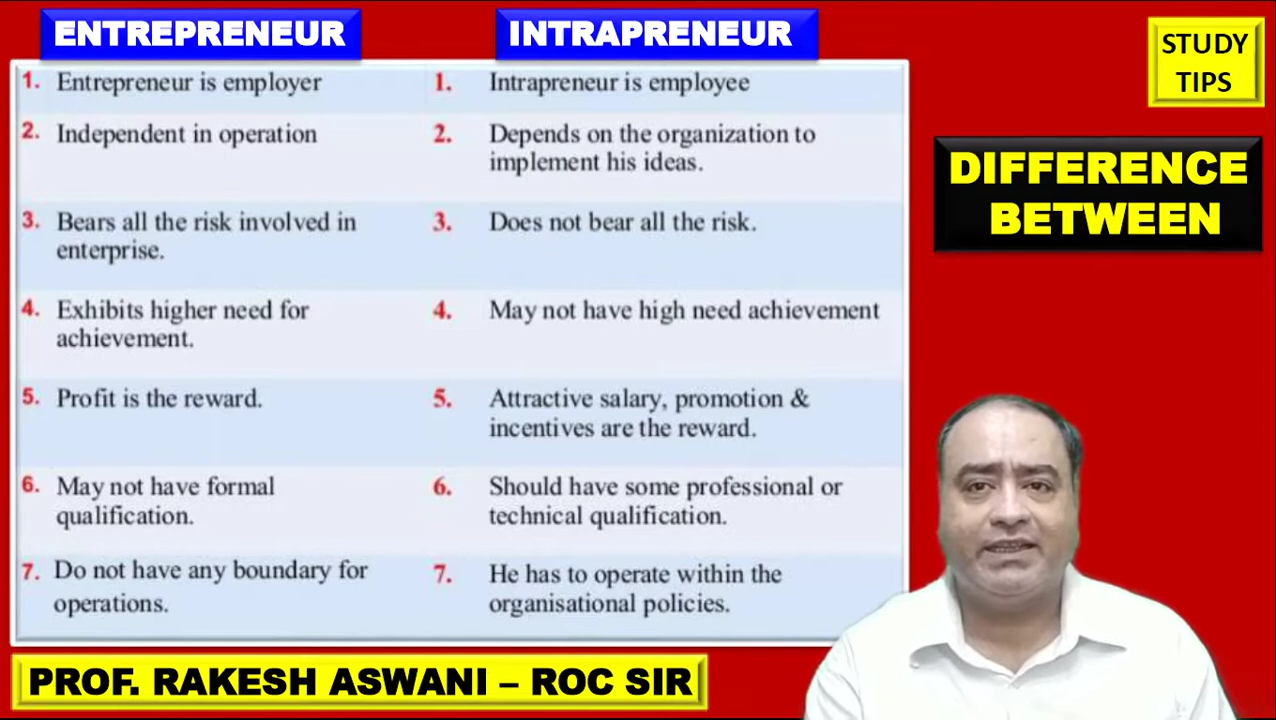 ENTREPRENEUR
INTRAPRENEUR
STUDY
TIPS
DIFFERENCE
BETWEEN
1. Entrepreneur is employer
1. Intrapreneur is employee
2. Independent in operation
2. Depends on the organization to
implement his ideas.
3. Bears all the risk involved in
enterprise.
3. Does not bear all the risk.
4. Exhibits higher need for
achievement.
4. May not have high need achievement
5. Profit is the reward.
5. Attractive salary, promotion &
incentives are the reward.
6. May not have formal
qualification.
6. Should have some professional or
technical qualification.
7. Do not have any boundary for
operations.
7. He has to operate within the
organisational policies.
PROF. RAKESH ASWANI – ROC SIR